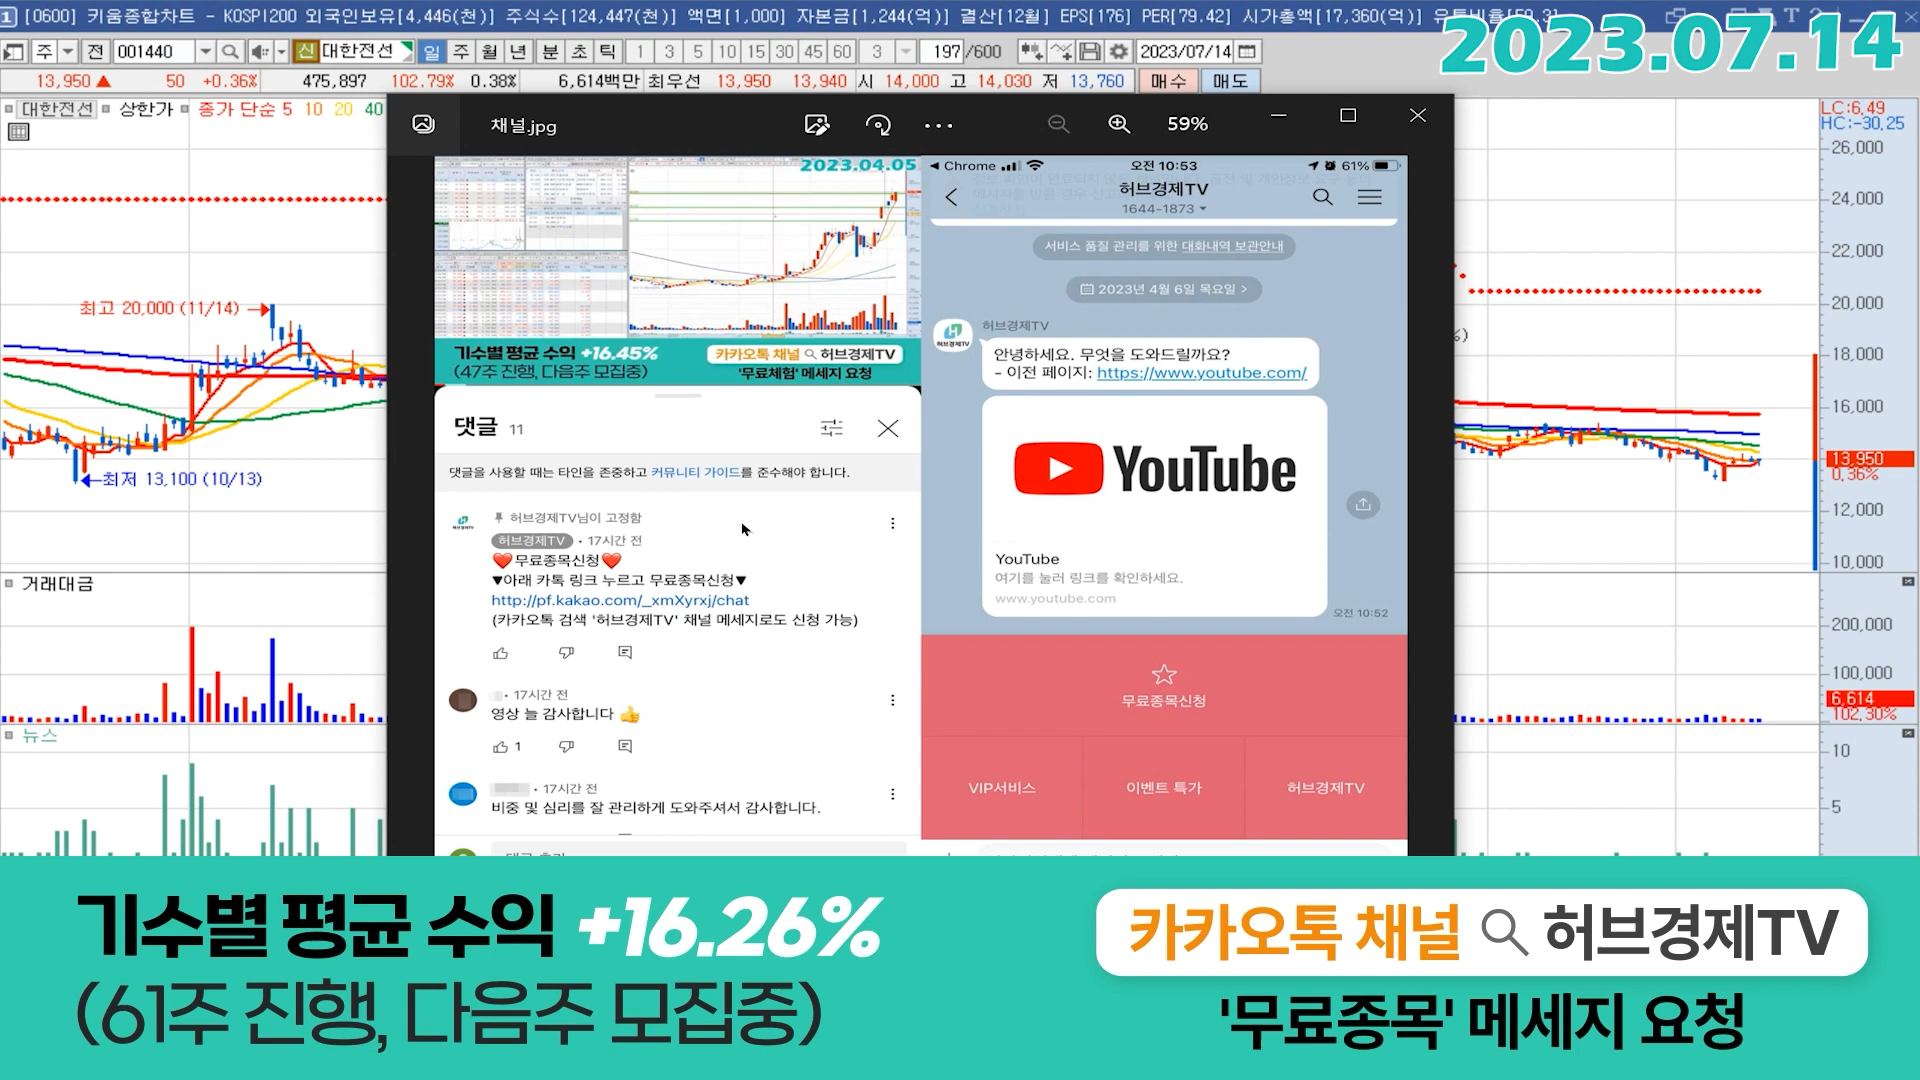 [0600] 키움종합차트 - KOSPI200 외국인보유[4,446(천)] 주식수[124,447(천)] 액면[1,000] 자본금[1,244(억)] 결산[12월] EPS[176] PER[79.42] 시가총액[17,360(억)]
2023.07.14
주 전 001440 신 대한전선 일 주 월 년 분 초 틱 1 3 5 10 15 30 45 60 3 197 /600 2023/07/14
13,950 ▲ 50 +0.36% 475,897 102.79% 0.38% 6,614백만 최우선 13,950 13,940 시 14,000 고 14,030 저 13,760 매수 매도
대한전선 상한가 종가 단순 5 10 20 40
LC:6,49
HC:-30,25
26,000
24,000
22,000
20,000
18,000
16,000
13,950
0,36%
12,000
10,000
최고 20,000 (11/14)
최저 13,100 (10/13)
거래대금
200,000
100,000
6,614
102,30%
뉴스
10
5
채널.jpg
59%
2023.04.05
기수별 평균 수익 +16.45%
(47주 진행, 다음주 모집중)
카카오톡 채널 허브경제TV
'무료체험' 메세지 요청
댓글 11
댓글을 사용할 때는 타인을 존중하고 커뮤니티 가이드를 준수해야 합니다.
허브경제TV님이 고정함
허브경제TV • 17시간 전
❤️무료종목신청❤️
▼아래 카톡 링크 누르고 무료종목신청▼
http://pf.kakao.com/_xmXyrxj/chat
(카카오톡 검색 '허브경제TV' 채널 메세지로도 신청 가능)
• 17시간 전
영상 늘 감사합니다 👍
1
• 17시간 전
비중 및 심리를 잘 관리하게 도와주셔서 감사합니다.
◀ Chrome
오전 10:53
61%
허브경제TV
1644-1873
서비스 품질 관리를 위한 대화내역 보관안내
2023년 4월 6일 목요일 >
허브경제TV
안녕하세요. 무엇을 도와드릴까요?
- 이전 페이지: https://www.youtube.com/
YouTube
YouTube
여기를 눌러 링크를 확인하세요.
www.youtube.com
오전 10:52
무료종목신청
VIP서비스
이벤트 특가
허브경제TV
기수별 평균 수익 +16.26%
(61주 진행, 다음주 모집중)
카카오톡 채널 허브경제TV
'무료종목' 메세지 요청